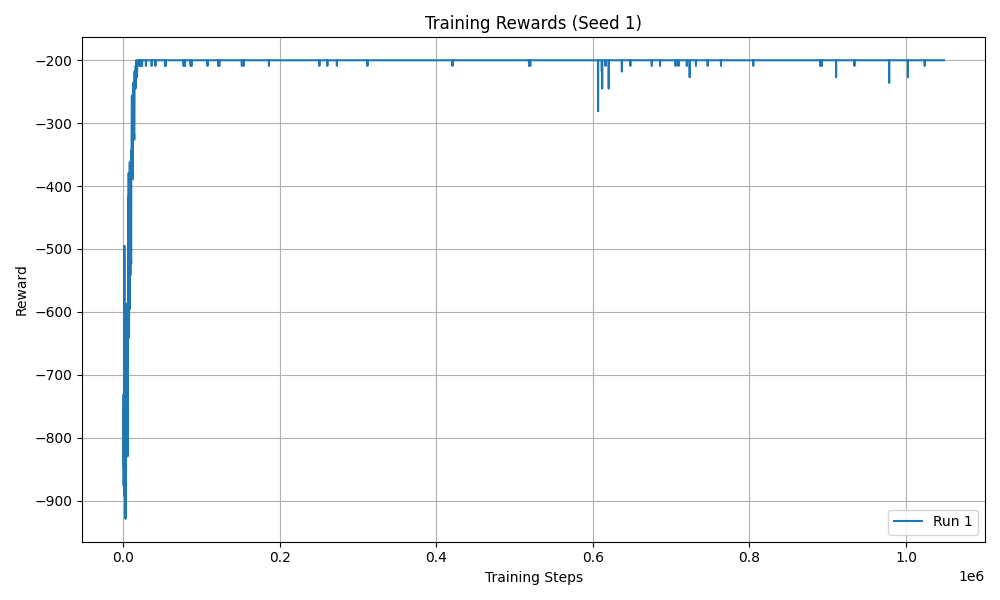 Training Rewards (Seed 1)
−200
−300
−400
−500
−600
−700
−800
−900
Reward
Run 1
0.0 0.2 0.4 0.6 0.8 1.0
1e6
Training Steps